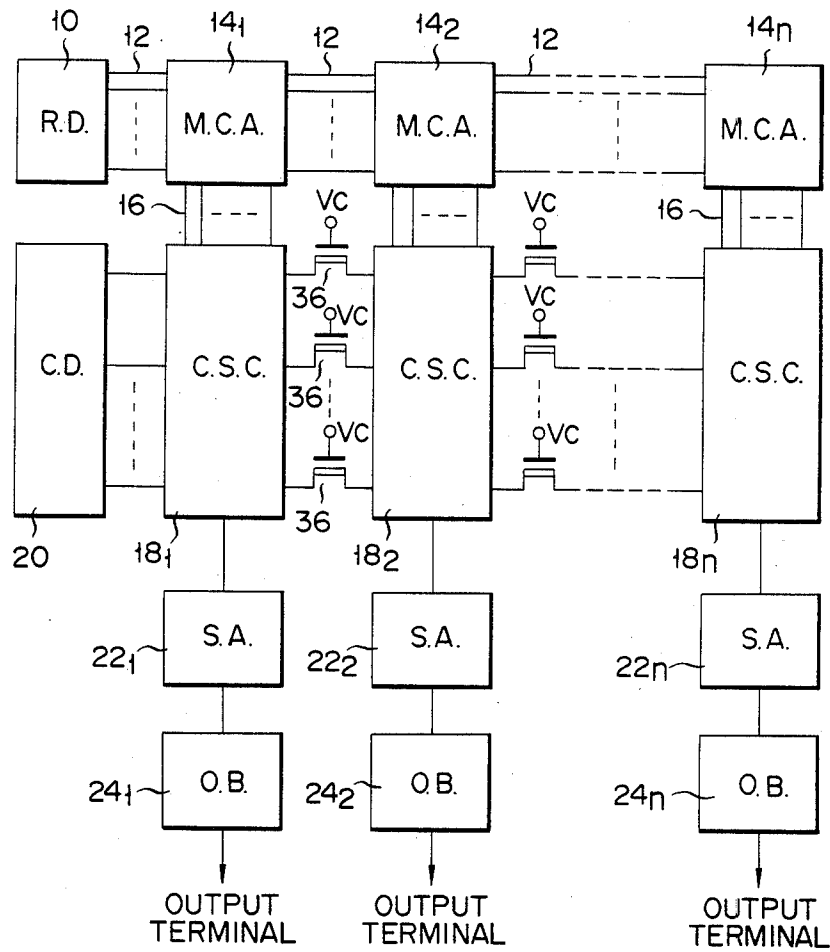 10 12 14₁ 12 14₂ 12 14n
R.D. M.C.A. M.C.A. M.C.A.
16 VC VC 16
36
VC VC
C.D. C.S.C. 36 C.S.C. C.S.C.
VC VC
36
20 18₁ 18₂ 18n
S.A. S.A. S.A.
22₁ 22₂ 22n
O.B. O.B. O.B.
24₁ 24₂ 24n
OUTPUT TERMINAL OUTPUT TERMINAL OUTPUT TERMINAL